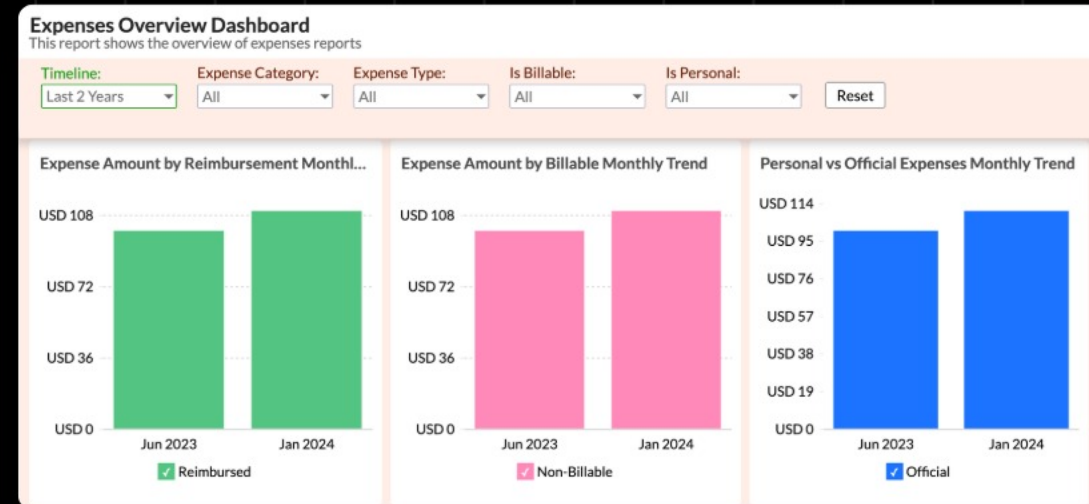 Expenses Overview Dashboard
This report shows the overview of expenses reports
Timeline: Expense Category: Expense Type: Is Billable: Is Personal:
Last 2 Years All All All All Reset
Expense Amount by Reimbursement Monthl...
USD 108
USD 72
USD 36
USD 0
Jun 2023 Jan 2024
Reimbursed
Expense Amount by Billable Monthly Trend
USD 108
USD 72
USD 36
USD 0
Jun 2023 Jan 2024
Non-Billable
Personal vs Official Expenses Monthly Trend
USD 114
USD 95
USD 76
USD 57
USD 38
USD 19
USD 0
Jun 2023 Jan 2024
Official